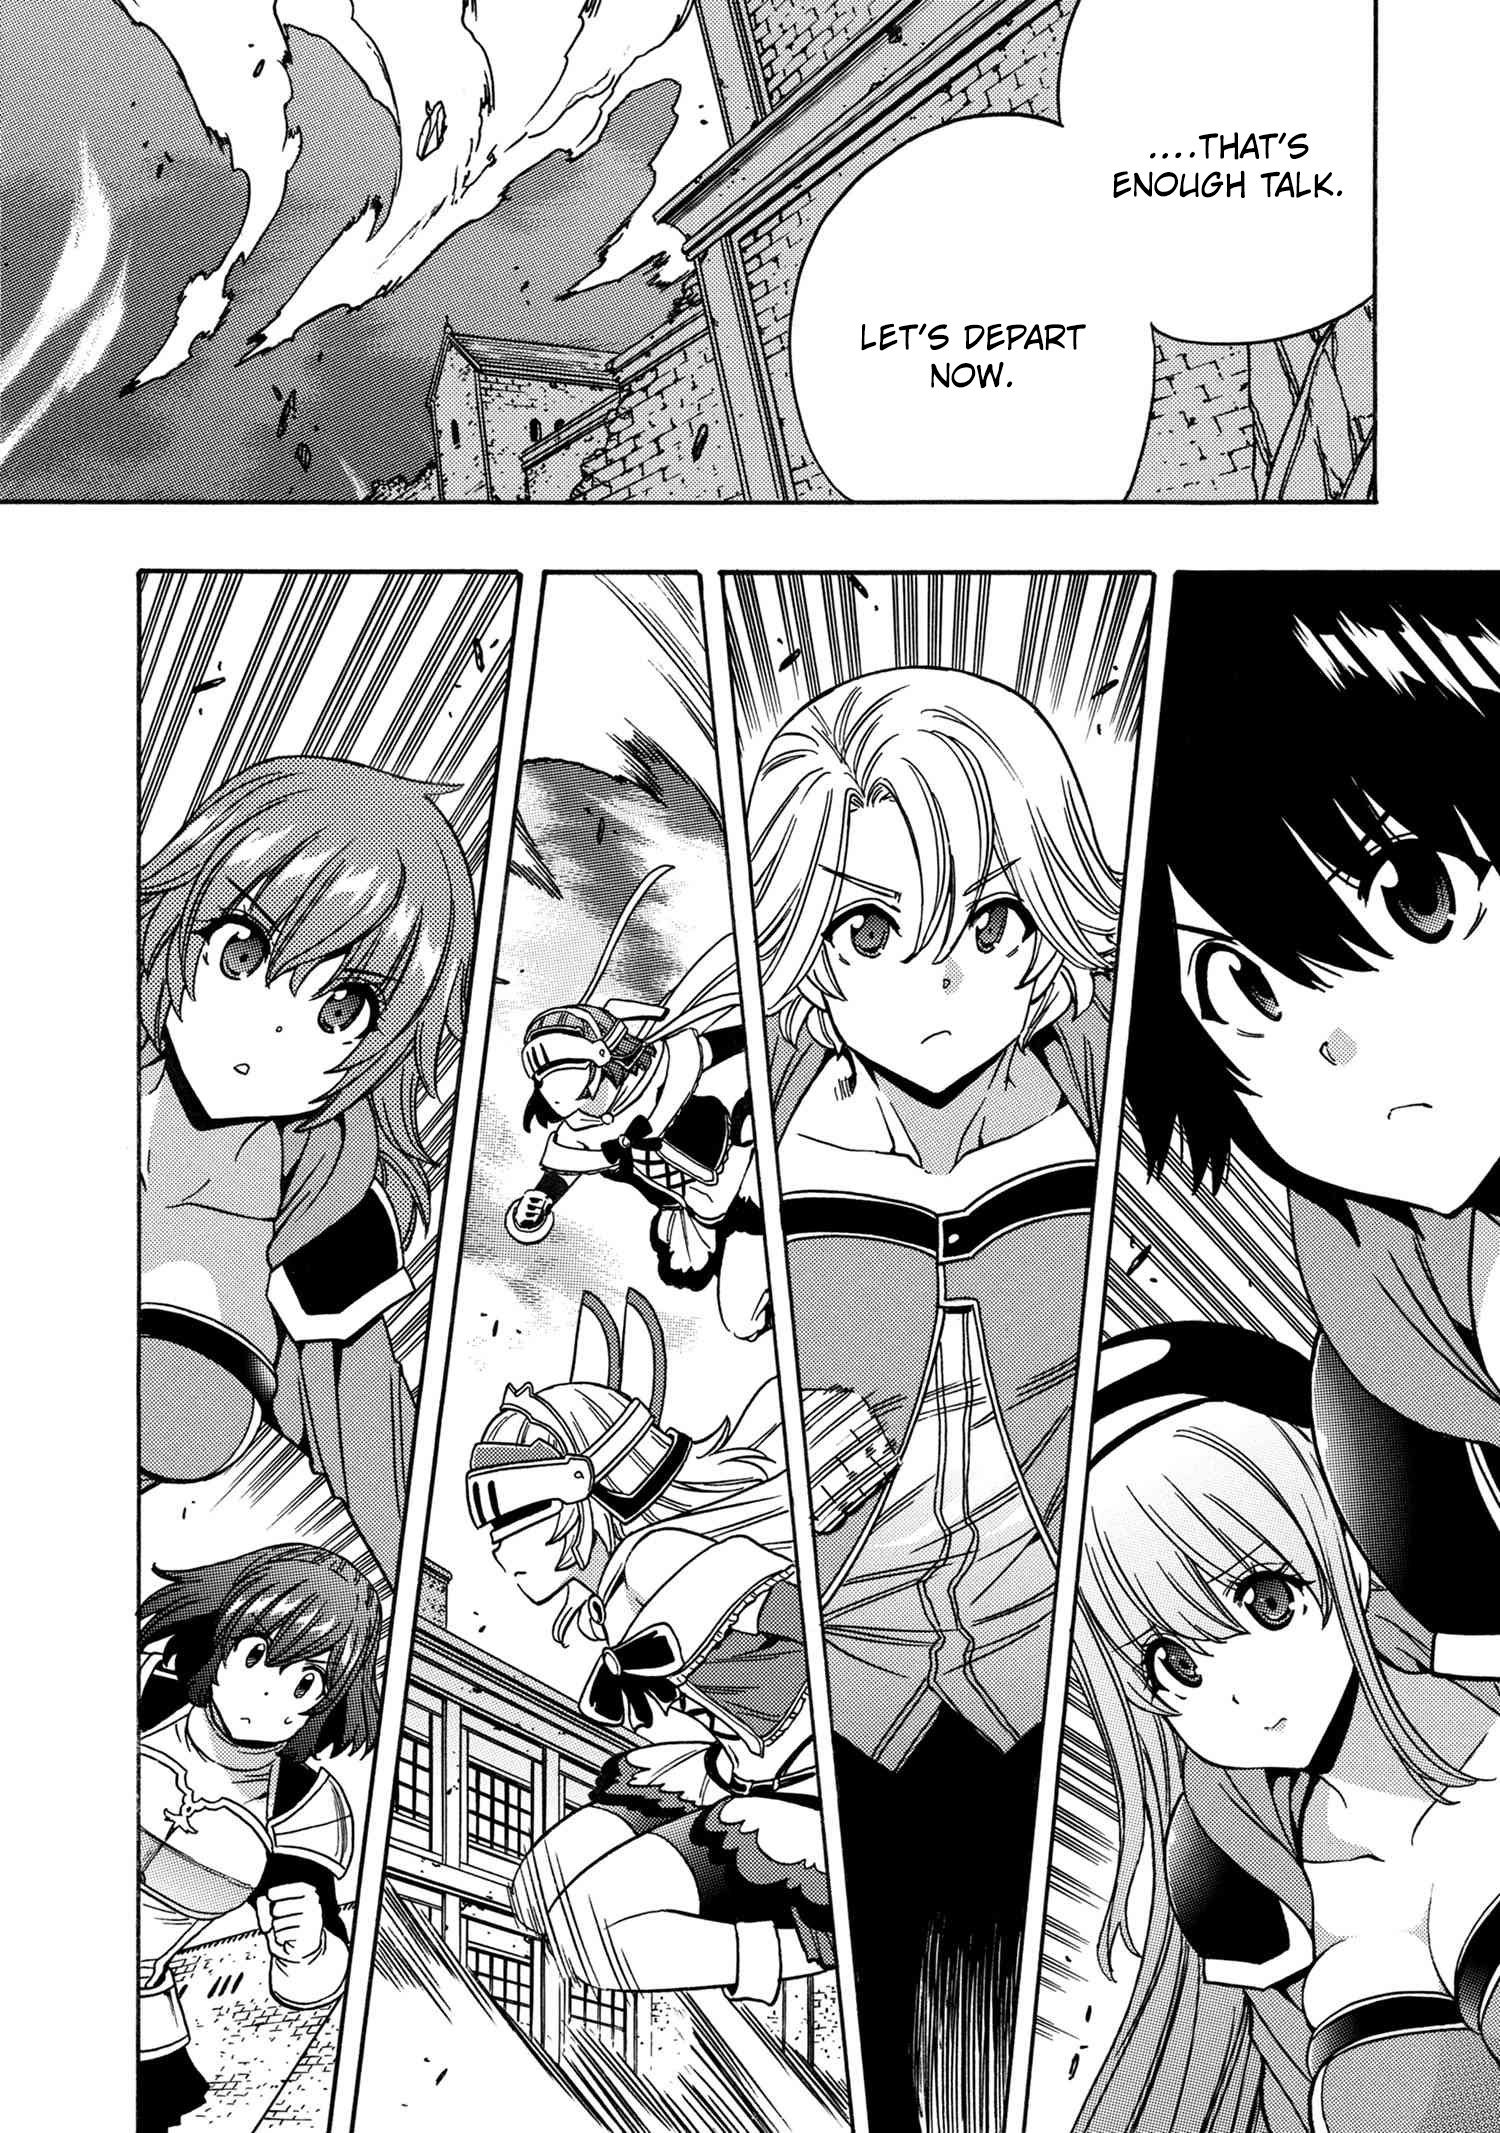 ....THAT'S
ENOUGH TALK.
LET'S DEPART
NOW.